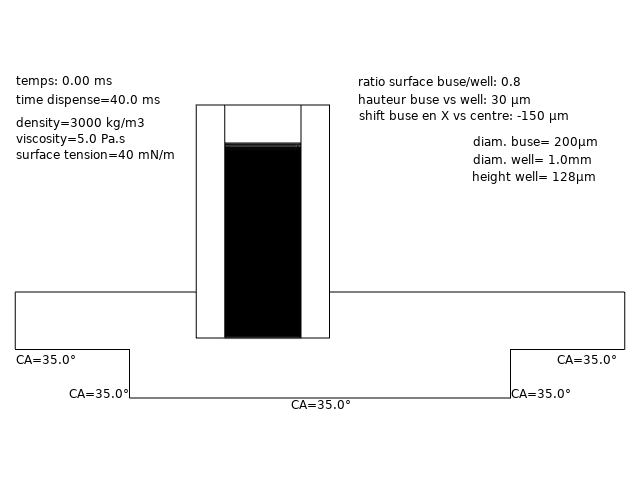 temps: 0.00 ms
time dispense=40.0 ms
density=3000 kg/m3
viscosity=5.0 Pa.s
surface tension=40 mN/m
ratio surface buse/well: 0.8
hauteur buse vs well: 30 µm
shift buse en X vs centre: -150 µm
diam. buse= 200µm
diam. well= 1.0mm
height well= 128µm
CA=35.0°
CA=35.0°
CA=35.0°
CA=35.0°
CA=35.0°